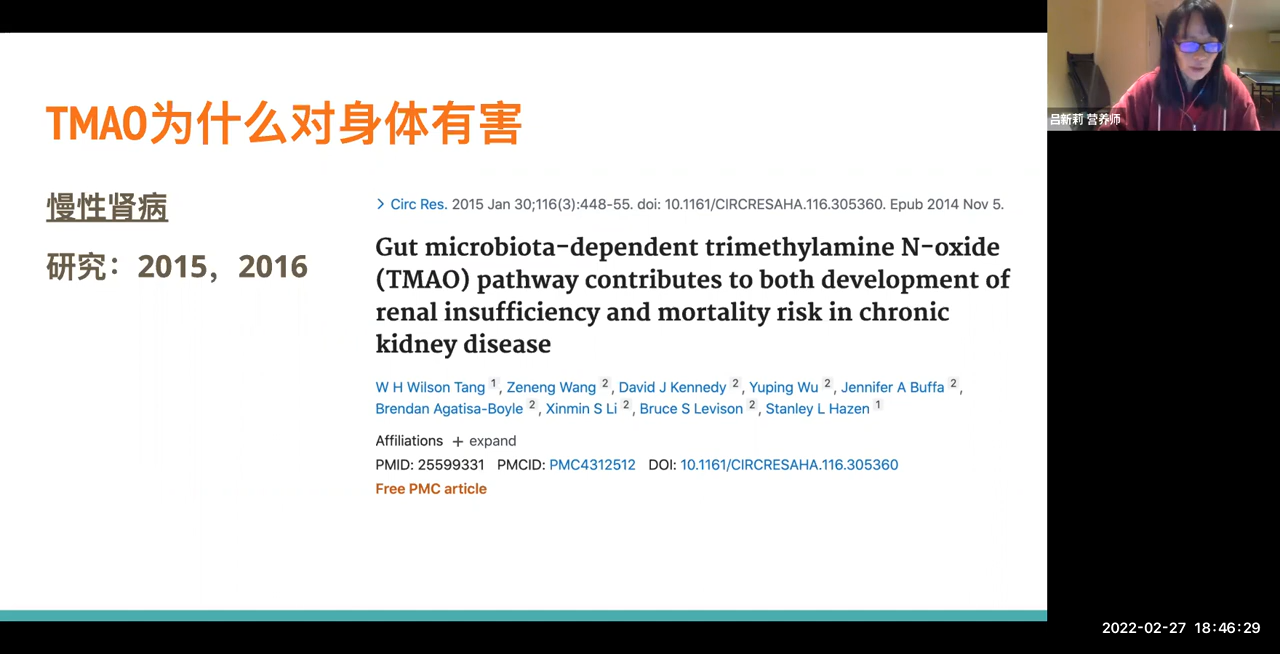 TMAO为什么对身体有害
慢性肾病
研究：2015，2016
Circ Res. 2015 Jan 30;116(3):448-55. doi: 10.1161/CIRCRESAHA.116.305360. Epub 2014 Nov 5.
Gut microbiota-dependent trimethylamine N-oxide
(TMAO) pathway contributes to both development of
renal insufficiency and mortality risk in chronic
kidney disease
W H Wilson Tang 1, Zeneng Wang 2, David J Kennedy 2, Yuping Wu 2, Jennifer A Buffa 2,
Brendan Agatisa-Boyle 2, Xinmin S Li 2, Bruce S Levison 2, Stanley L Hazen 1
Affiliations + expand
PMID: 25599331 PMCID: PMC4312512 DOI: 10.1161/CIRCRESAHA.116.305360
Free PMC article
吕新莉 营养师
2022-02-27 18:46:29